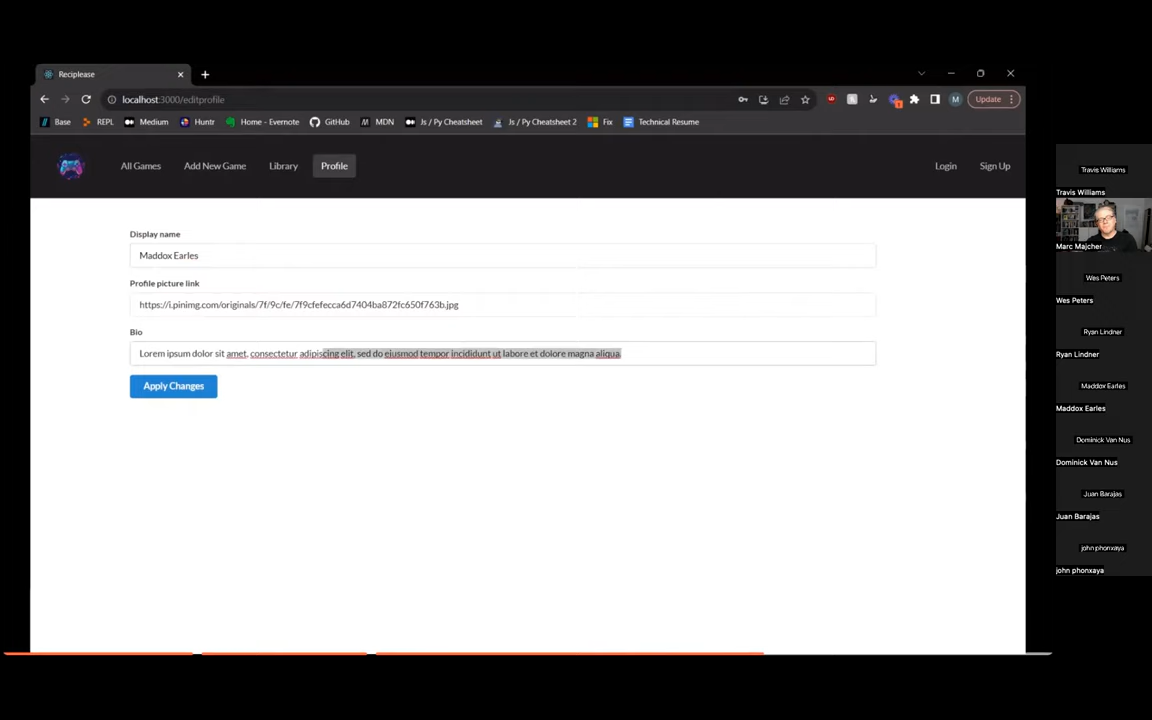 Reciplease
localhost:3000/editprofile
Update
Base REPL Medium Huntr Home - Evernote GitHub MDN Js / Py Cheatsheet Js / Py Cheatsheet 2 Fix Technical Resume
All Games Add New Game Library Profile Login Sign Up
Display name
Maddox Earles
Profile picture link
https://i.pinimg.com/originals/7f/9c/fe/7f9cfefecca6d7404ba872fc650f763b.jpg
Bio
Lorem ipsum dolor sit amet, consectetur adipiscing elit, sed do eiusmod tempor incididunt ut labore et dolore magna aliqua.
Apply Changes
Travis Williams
Travis Williams
Marc Majcher
Wes Peters
Wes Peters
Ryan Lindner
Ryan Lindner
Maddox Earles
Maddox Earles
Dominick Van Nus
Dominick Van Nus
Juan Barajas
Juan Barajas
john phonxaya
john phonxaya